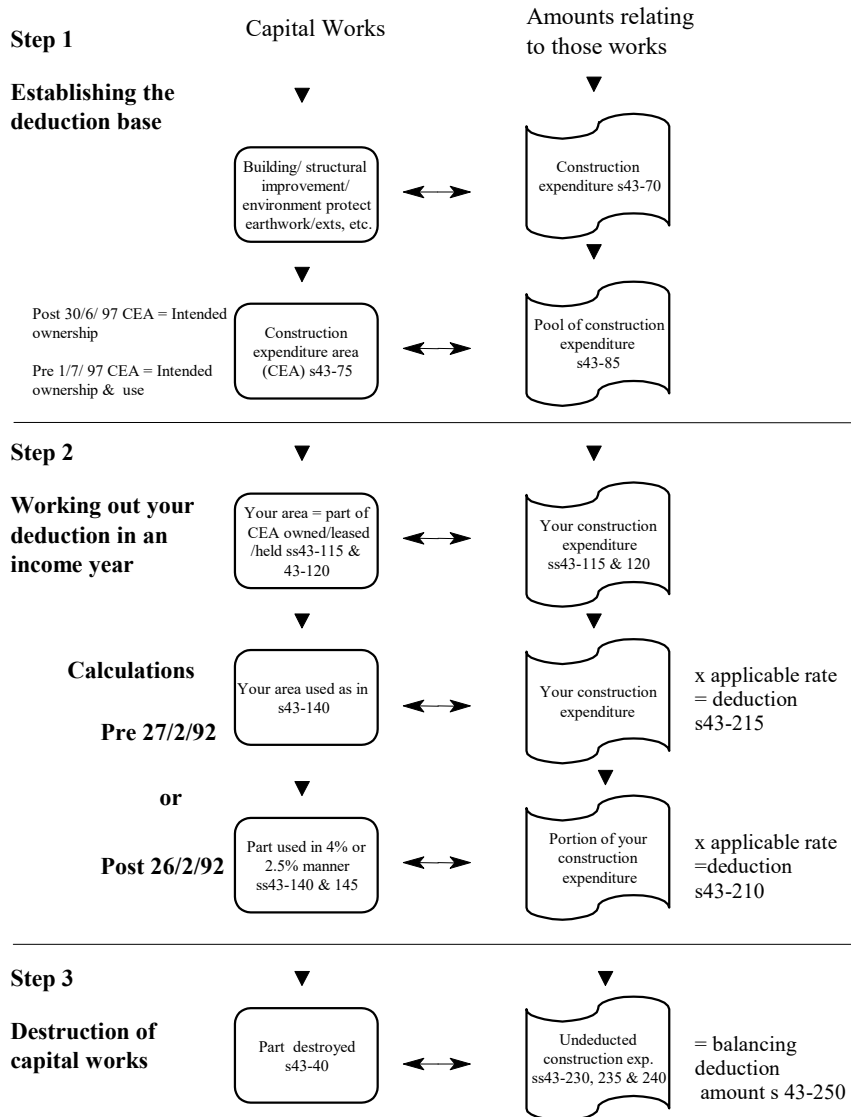 Capital Works
Amounts relating
to those works
Step 1
Establishing the
deduction base
Building/ structural
improvement/
environment protect
earthwork/exts, etc.
Construction
expenditure s43-70
Post 30/6/ 97 CEA = Intended
ownership
Pre 1/7/ 97 CEA = Intended
ownership & use
Construction
expenditure area
(CEA) s43-75
Pool of construction
expenditure
s43-85
Step 2
Working out your
deduction in an
income year
Your area = part of
CEA owned/leased
/held ss43-115 &
43-120
Your construction
expenditure
ss43-115 & 120
Calculations
Pre 27/2/92
Your area used as in
s43-140
Your construction
expenditure
x applicable rate
= deduction
s43-215
or
Post 26/2/92
Part used in 4% or
2.5% manner
ss43-140 & 145
Portion of your
construction
expenditure
x applicable rate
=deduction
s43-210
Step 3
Destruction of
capital works
Part destroyed
s43-40
Undeducted
construction exp.
ss43-230, 235 & 240
= balancing
deduction
amount s 43-250